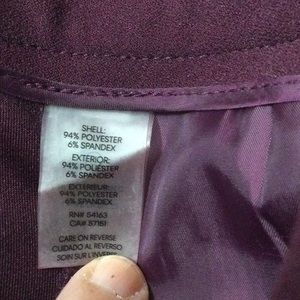 SHELL:
94% POLYESTER
6% SPANDEX
EXTERIOR:
94% POLIÉSTER
6% SPANDEX
EXTERIEUR:
94% POLYESTER
6% SPANDEX
RN# 54163
CA# 57151
CARE ON REVERSE
CUIDADO AL REVERSO
SOIN SUR L'INVERSE